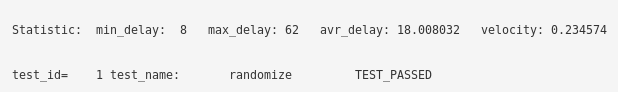 Statistic:  min_delay:  8   max_delay: 62   avr_delay: 18.008032   velocity: 0.234574
test_id=    1 test_name:       randomize         TEST_PASSED